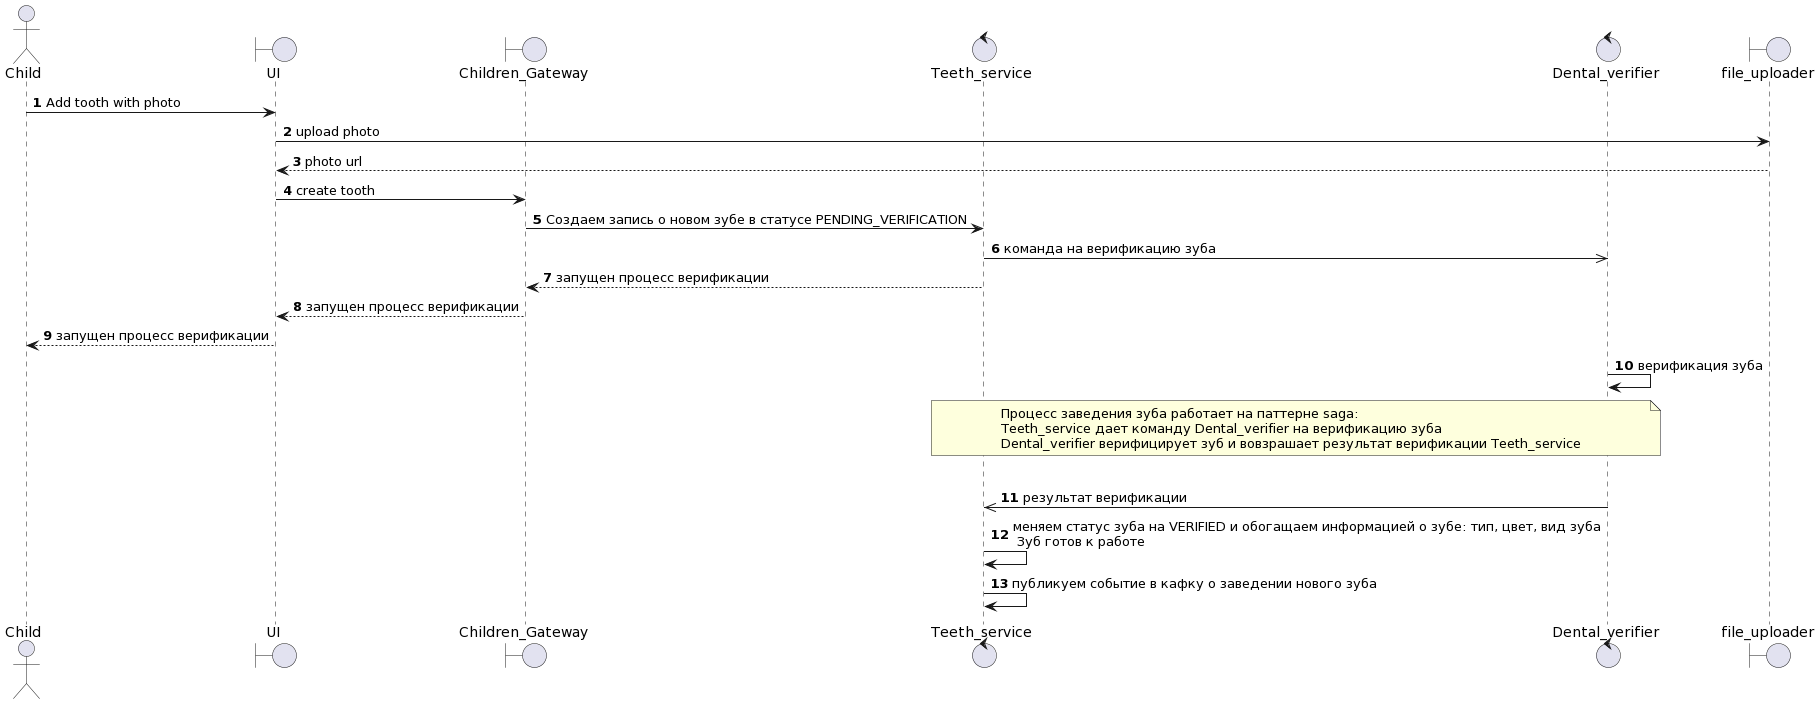 Child
UI
Children_Gateway
Teeth_service
Dental_verifier
file_uploader
1 Add tooth with photo
2 upload photo
3 photo url
4 create tooth
5 Создаем запись о новом зубе в статусе PENDING_VERIFICATION
6 команда на верификацию зуба
7 запущен процесс верификации
8 запущен процесс верификации
9 запущен процесс верификации
10 верификация зуба
Процесс заведения зуба работает на паттерне saga:
Teeth_service дает команду Dental_verifier на верификацию зуба
Dental_verifier верифицирует зуб и вовзрашает результат верификации Teeth_service
11 результат верификации
12 меняем статус зуба на VERIFIED и обогащаем информацией о зубе: тип, цвет, вид зуба
Зуб готов к работе
13 публикуем событие в кафку о заведении нового зуба
Child
UI
Children_Gateway
Teeth_service
Dental_verifier
file_uploader